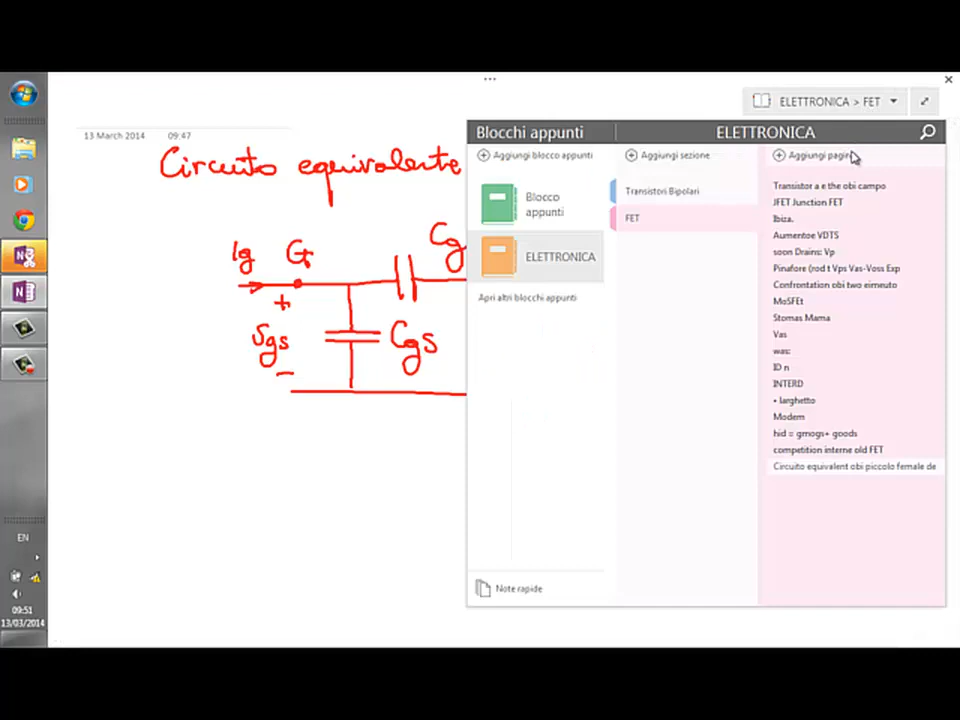 ELETTRONICA > FET
Blocchi appunti
ELETTRONICA
13 March 2014 09:47
Aggiungi blocco appunti
Aggiungi sezione
Aggiungi pagina
Circuito equivalente
Blocco
appunti
ELETTRONICA
Apri altri blocchi appunti
Transistori Bipolari
FET
Transistor a e the obi campo
JFET Junction FET
Ibiza.
Aumentoe VDTS
soon Drains: Vp
Pinafore (rod t Vps Vas-Voss Exp
Confrontation obi two eimeuto
MoSFEt
Stomas Mama
Vas
was:
ID n
INTERD
• larghetto
Modem
hid = gmogs+ goods
competition interne old FET
Circuito equivalent obi piccolo female de
Ig G Cg
+
υgs Cgs
−
Note rapide
EN
09:51
13/03/2014